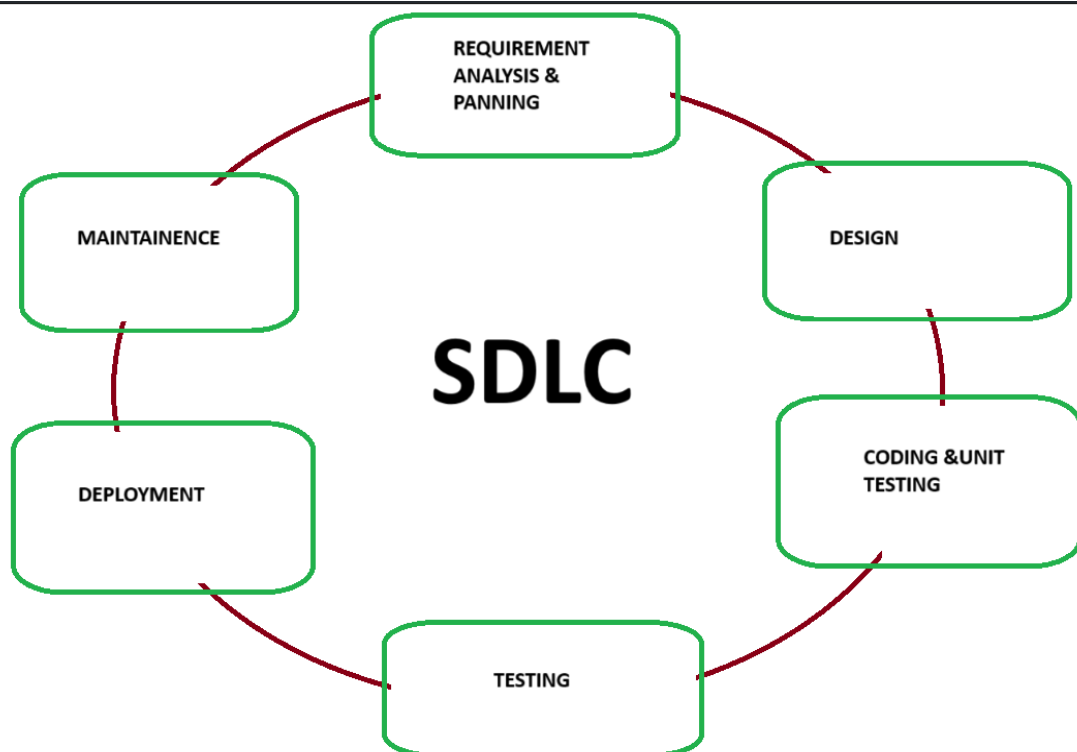 REQUIREMENT
ANALYSIS &
PANNING
MAINTAINENCE
DESIGN
SDLC
CODING &UNIT
TESTING
DEPLOYMENT
TESTING